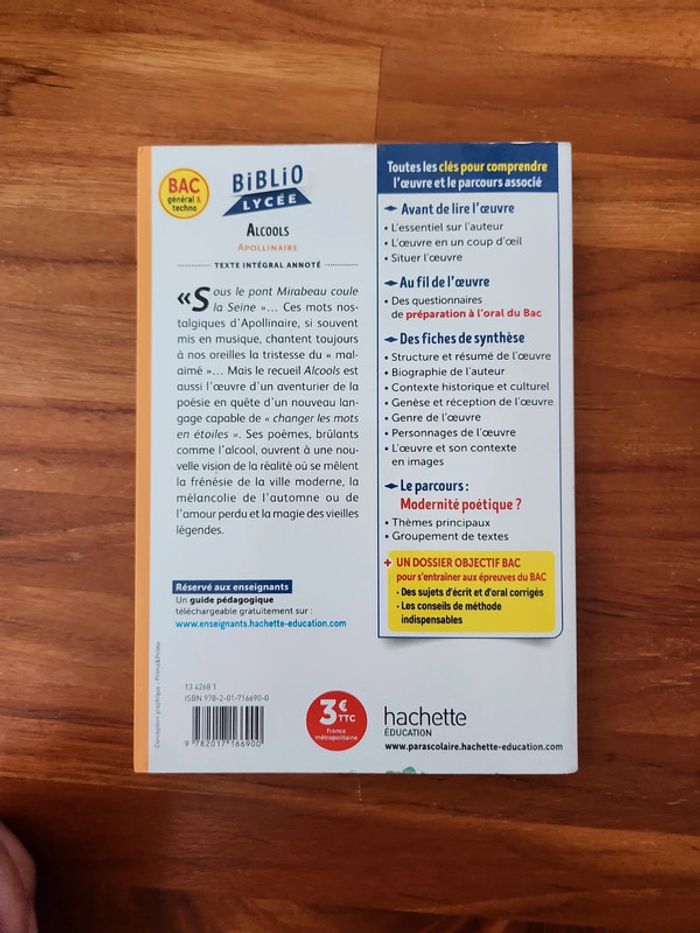 BAC
général &
techno
BiBLiO
LYCÉE
ALCOOLS
APOLLINAIRE
TEXTE INTÉGRAL ANNOTÉ
«Sous le pont Mirabeau coule
la Seine »... Ces mots nos-
talgiques d'Apollinaire, si souvent
mis en musique, chantent toujours
à nos oreilles la tristesse du « mal-
aimé »... Mais le recueil Alcools est
aussi l'œuvre d'un aventurier de la
poésie en quête d'un nouveau lan-
gage capable de « changer les mots
en étoiles ». Ses poèmes, brûlants
comme l'alcool, ouvrent à une nou-
velle vision de la réalité où se mêlent
la frénésie de la ville moderne, la
mélancolie de l'automne ou de
l'amour perdu et la magie des vieilles
légendes.
Réservé aux enseignants
Un guide pédagogique
téléchargeable gratuitement sur :
www.enseignants.hachette-education.com
Conception graphique : Primo&Primo
13 4268 1
ISBN 978-2-01-716690-0
9 782017 166900
Toutes les clés pour comprendre
l'œuvre et le parcours associé
Avant de lire l'œuvre
• L'essentiel sur l'auteur
• L'œuvre en un coup d'œil
• Situer l'œuvre
Au fil de l'œuvre
• Des questionnaires
de préparation à l'oral du Bac
Des fiches de synthèse
• Structure et résumé de l'œuvre
• Biographie de l'auteur
• Contexte historique et culturel
• Genèse et réception de l'œuvre
• Genre de l'œuvre
• Personnages de l'œuvre
• L'œuvre et son contexte
en images
Le parcours :
Modernité poétique ?
• Thèmes principaux
• Groupement de textes
+ UN DOSSIER OBJECTIF BAC
pour s'entraîner aux épreuves du BAC
• Des sujets d'écrit et d'oral corrigés
• Les conseils de méthode
indispensables
3€
TTC
France
métropolitaine
hachette
ÉDUCATION
www.parascolaire.hachette-education.com